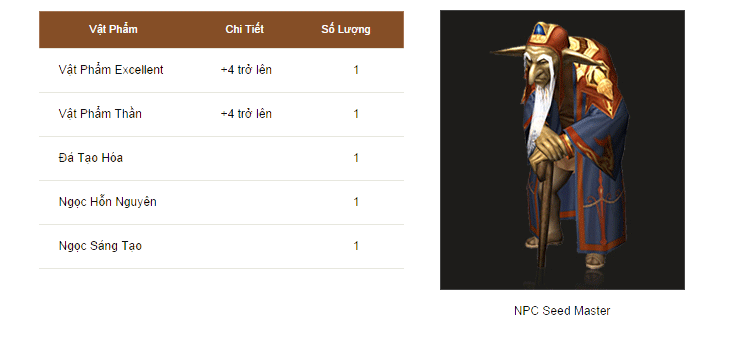 Vật Phẩm Chi Tiết Số Lượng
Vật Phẩm Excellent +4 trở lên 1
Vật Phẩm Thần +4 trở lên 1
Đá Tạo Hóa 1
Ngọc Hỗn Nguyên 1
Ngọc Sáng Tạo 1
NPC Seed Master